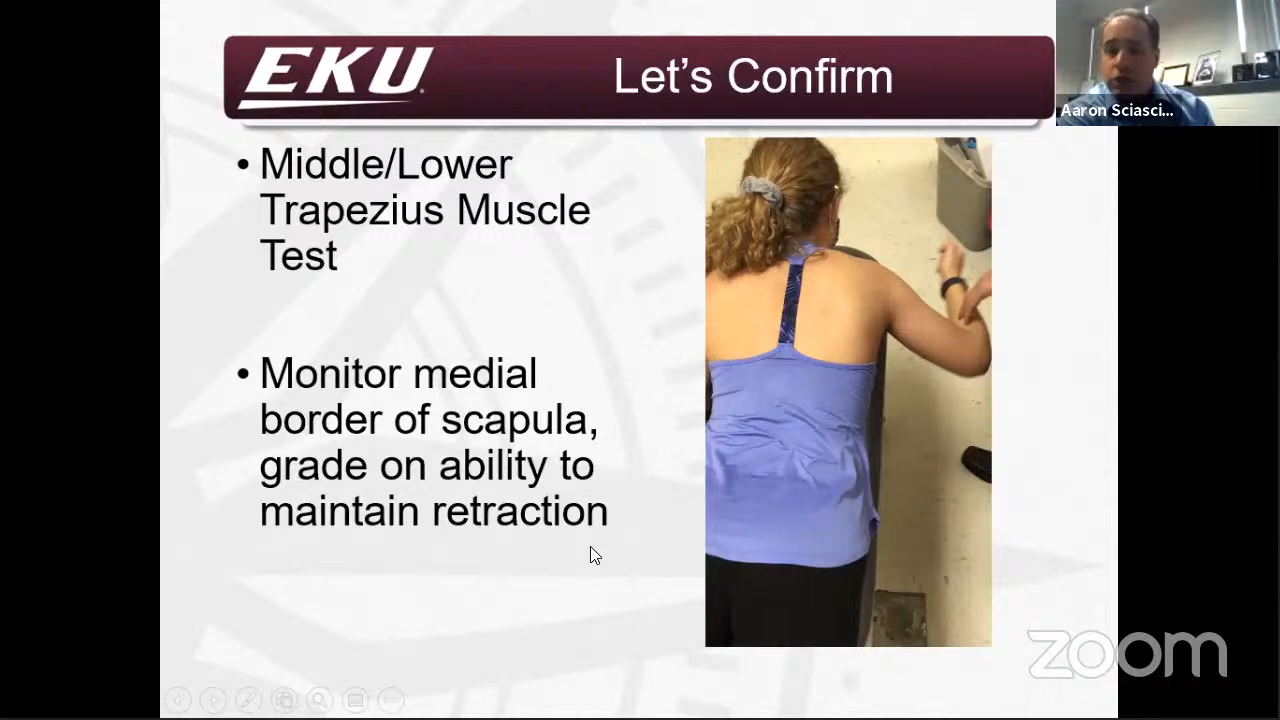 EKU
Let's Confirm
Aaron Sciasci...
• Middle/Lower
Trapezius Muscle
Test
• Monitor medial
border of scapula,
grade on ability to
maintain retraction
zoom